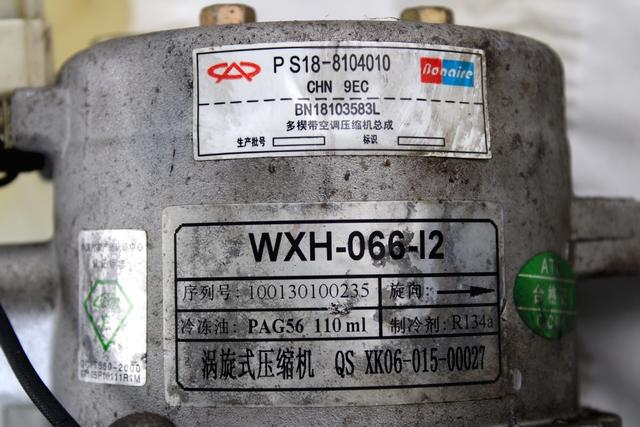 P S18-8104010
Bonaire
CHN 9EC
BN18103583L
多楔带空调压缩机总成
生产批号 标识
WXH-066-12
序列号: 100130100235 旋向:
冷冻油: PAG56 110 ml 制冷剂: R134a
涡旋式压缩机 QS XK06-015-00027